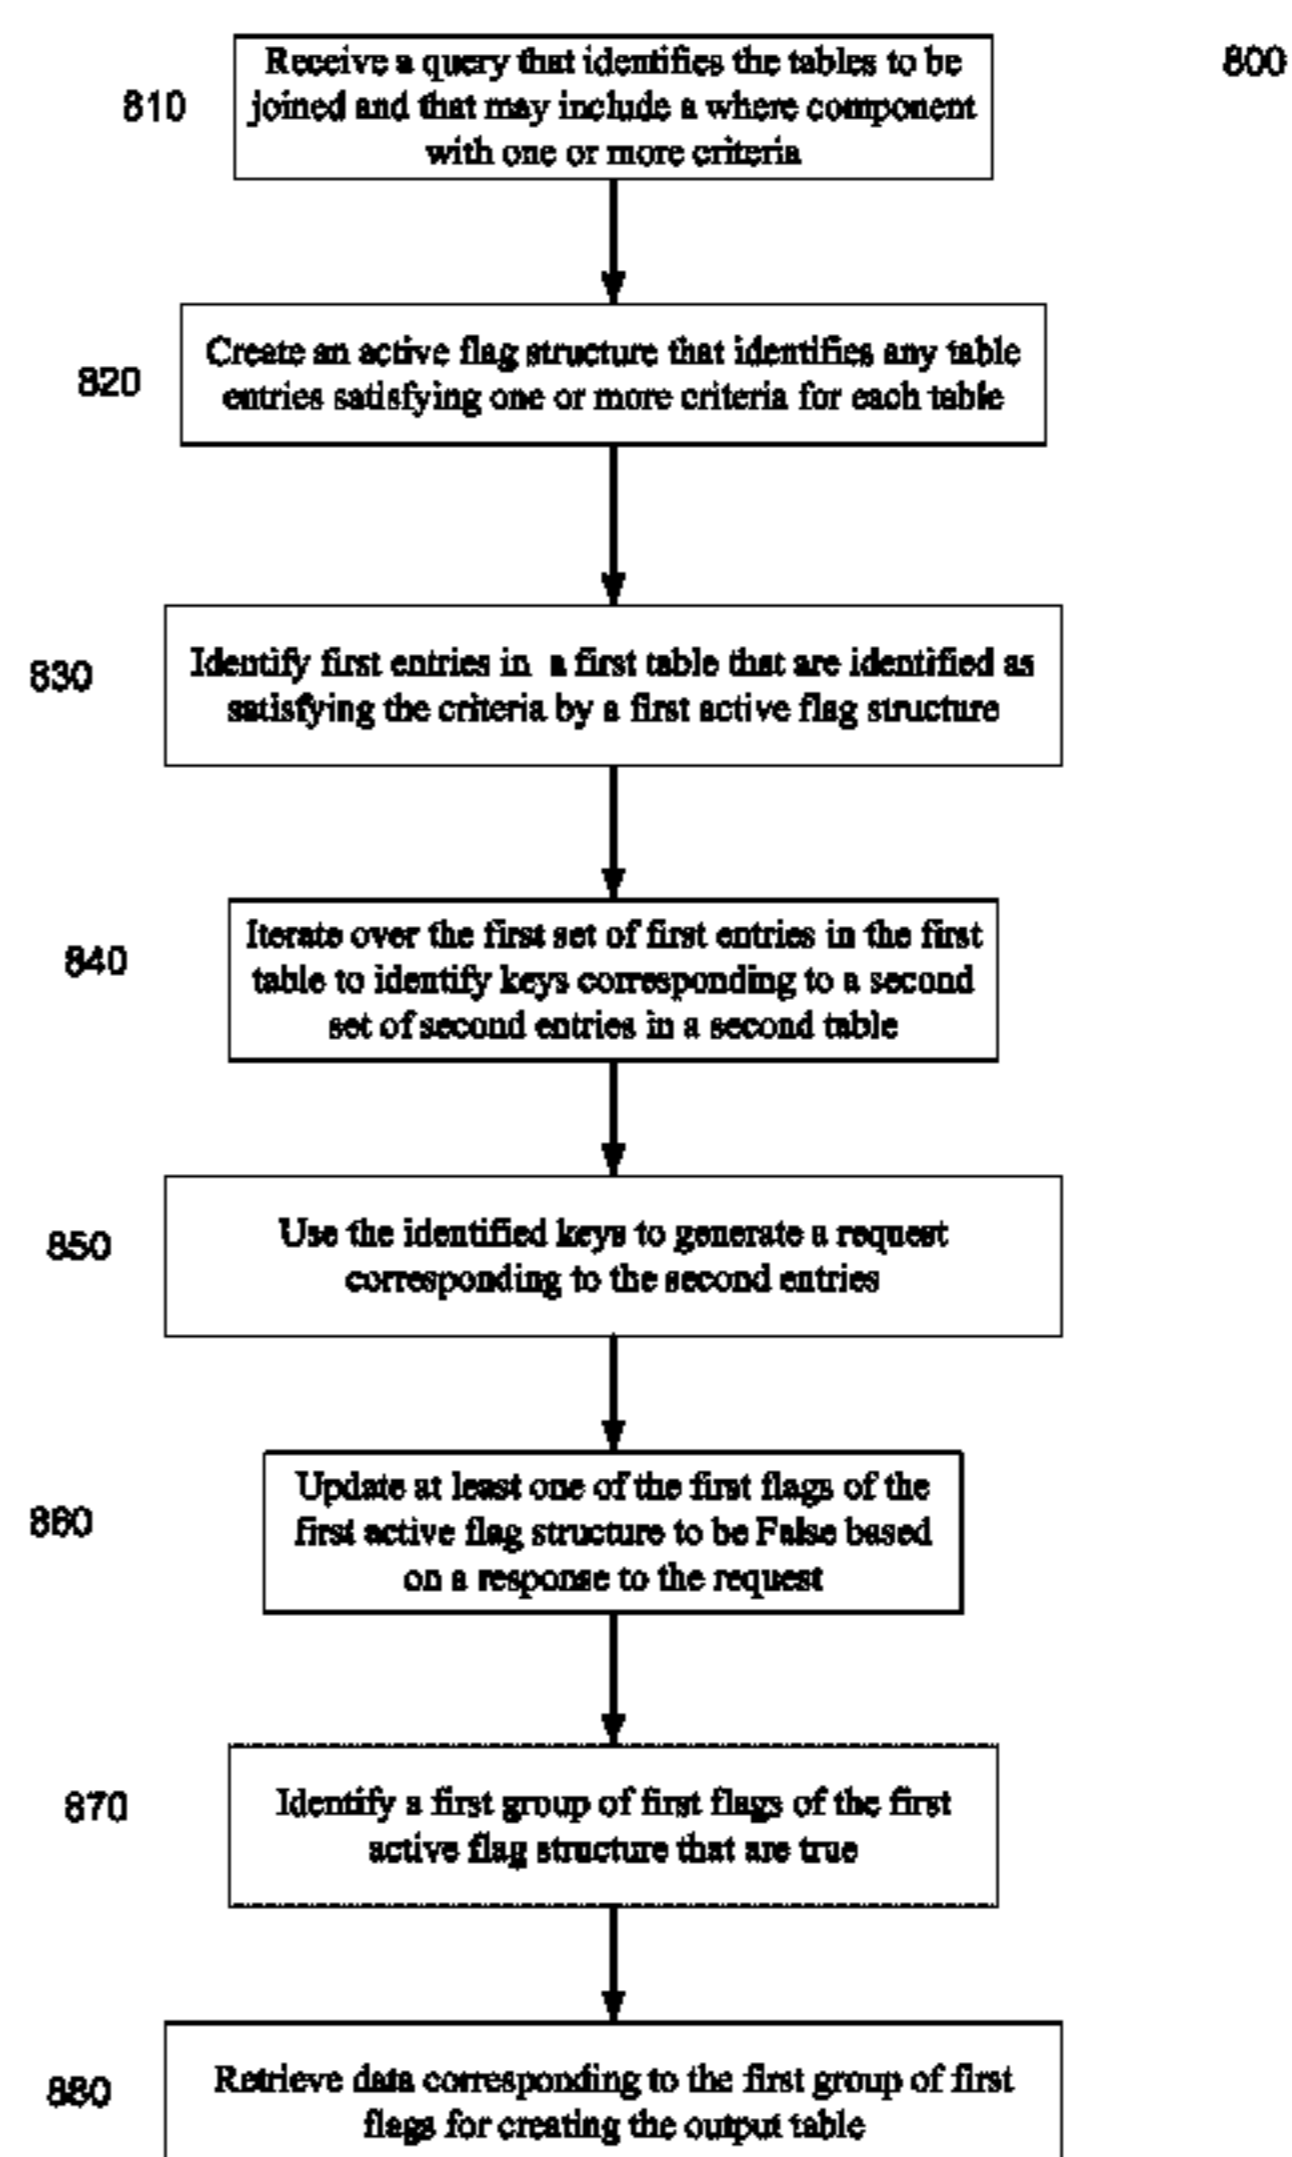 800
810
Receive a query that identifies the tables to be
joined and that may include a where component
with one or more criteria
820
Create an active flag structure that identifies any table
entries satisfying one or more criteria for each table
830
Identify first entries in a first table that are identified as
satisfying the criteria by a first active flag structure
840
Iterate over the first set of first entries in the first
table to identify keys corresponding to a second
set of second entries in a second table
850
Use the identified keys to generate a request
corresponding to the second entries
860
Update at least one of the first flags of the
first active flag structure to be False based
on a response to the request
870
Identify a first group of first flags of the first
active flag structure that are true
880
Retrieve data corresponding to the first group of first
flags for creating the output table